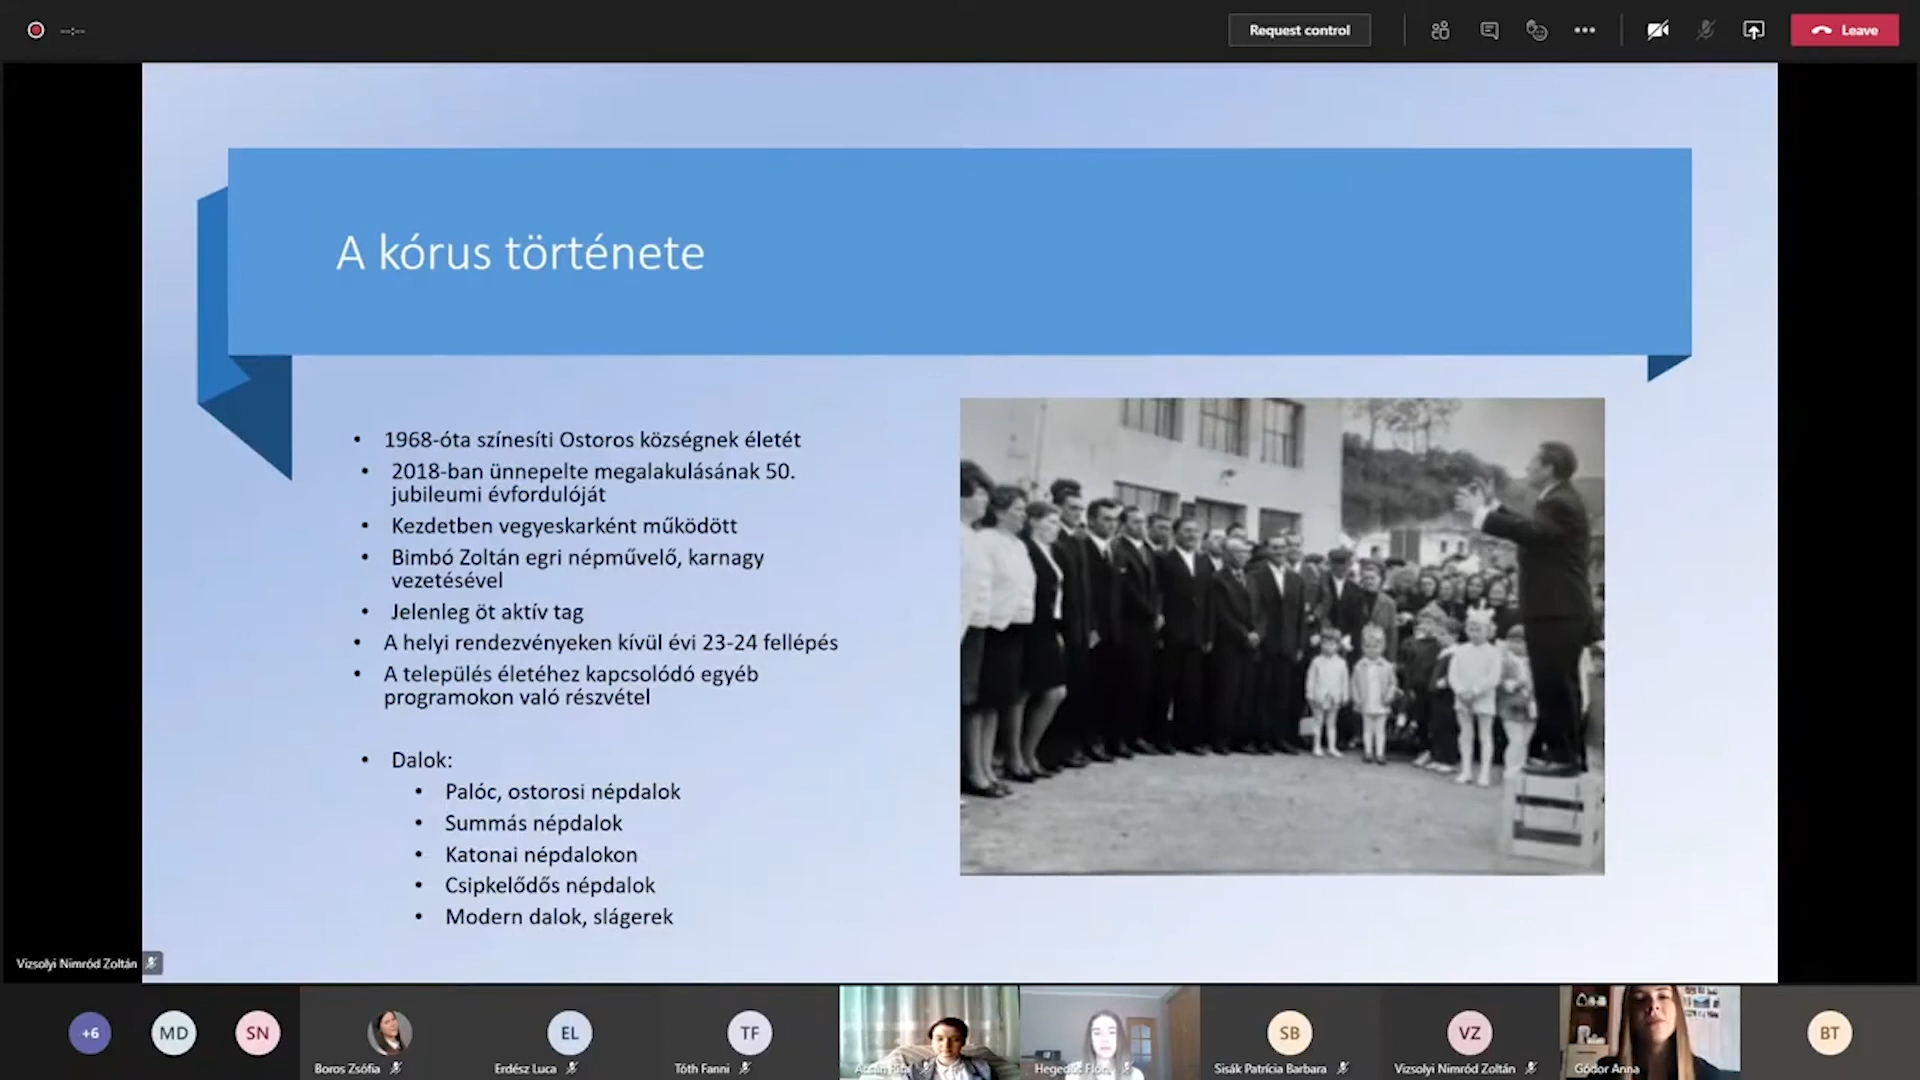 --:--
Request control
Leave
A kórus története
• 1968-óta színesíti Ostoros községnek életét
• 2018-ban ünnepelte megalakulásának 50.
jubileumi évfordulóját
• Kezdetben vegyeskarként működött
• Bimbó Zoltán egri népművelő, karnagy
vezetésével
• Jelenleg öt aktív tag
• A helyi rendezvényeken kívül évi 23-24 fellépés
• A település életéhez kapcsolódó egyéb
programokon való részvétel
• Dalok:
• Palóc, ostorosi népdalok
• Summás népdalok
• Katonai népdalokon
• Csipkelődős népdalok
• Modern dalok, slágerek
Vizsolyi Nimród Zoltán
+6
MD
SN
EL
TF
SB
VZ
BT
Boros Zsófia
Erdész Luca
Tóth Fanni
Sisák Patrícia Barbara
Vizsolyi Nimród Zoltán
Gódor Anna